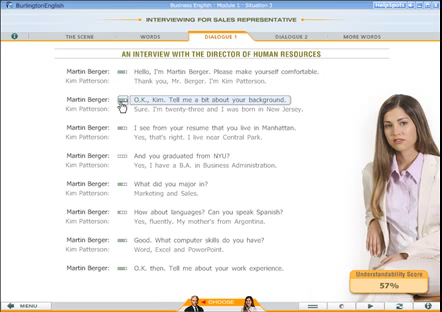 BurlingtonEnglish
Business English : Module 1 : Situation 2
HelpSpots
INTERVIEWING FOR SALES REPRESENTATIVE
THE SCENE
WORDS
DIALOGUE 1
DIALOGUE 2
MORE WORDS
AN INTERVIEW WITH THE DIRECTOR OF HUMAN RESOURCES
Martin Berger: Hello, I'm Martin Berger. Please make yourself comfortable.
Kim Patterson: Thank you, Mr. Berger. I'm Kim Patterson.
Martin Berger: O.K., Kim. Tell me a bit about your background.
Kim Patterson: Sure. I'm twenty-three and I was born in New Jersey.
Martin Berger: I see from your resume that you live in Manhattan.
Kim Patterson: Yes, that's right. I live near Central Park.
Martin Berger: And you graduated from NYU?
Kim Patterson: Yes, I have a B.A. in Business Administration.
Martin Berger: What did you major in?
Kim Patterson: Marketing and Sales.
Martin Berger: How about languages? Can you speak Spanish?
Kim Patterson: Yes, fluently. My mother's from Argentina.
Martin Berger: Good. What computer skills do you have?
Kim Patterson: Word, Excel and PowerPoint.
Martin Berger: O.K. then. Tell me about your work experience.
Understandability Score
57%
MENU
CHOOSE